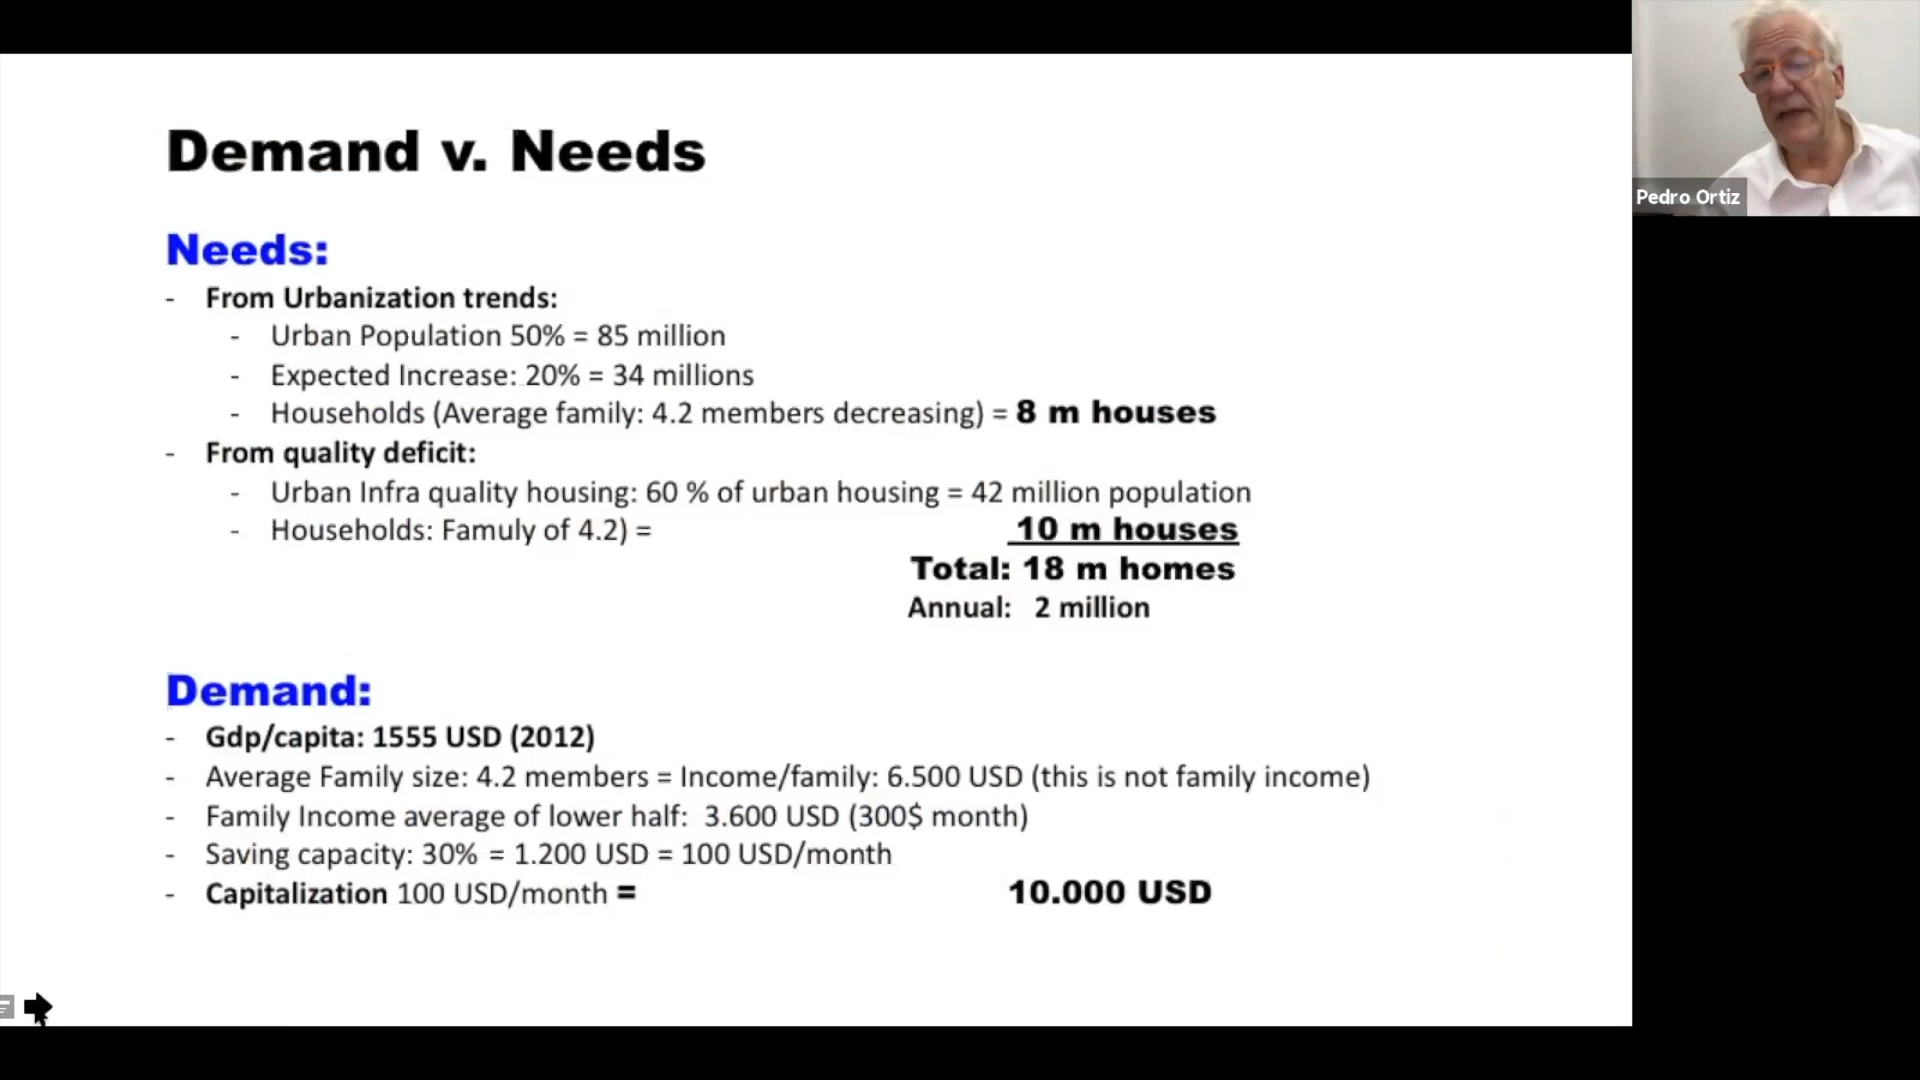 Demand v. Needs
Needs:
- From Urbanization trends:
- Urban Population 50% = 85 million
- Expected Increase: 20% = 34 millions
- Households (Average family: 4.2 members decreasing) = 8 m houses
- From quality deficit:
- Urban Infra quality housing: 60 % of urban housing = 42 million population
- Households: Famuly of 4.2) = 10 m houses
Total: 18 m homes
Annual: 2 million
Demand:
- Gdp/capita: 1555 USD (2012)
- Average Family size: 4.2 members = Income/family: 6.500 USD (this is not family income)
- Family Income average of lower half: 3.600 USD (300$ month)
- Saving capacity: 30% = 1.200 USD = 100 USD/month
- Capitalization 100 USD/month = 10.000 USD
Pedro Ortiz